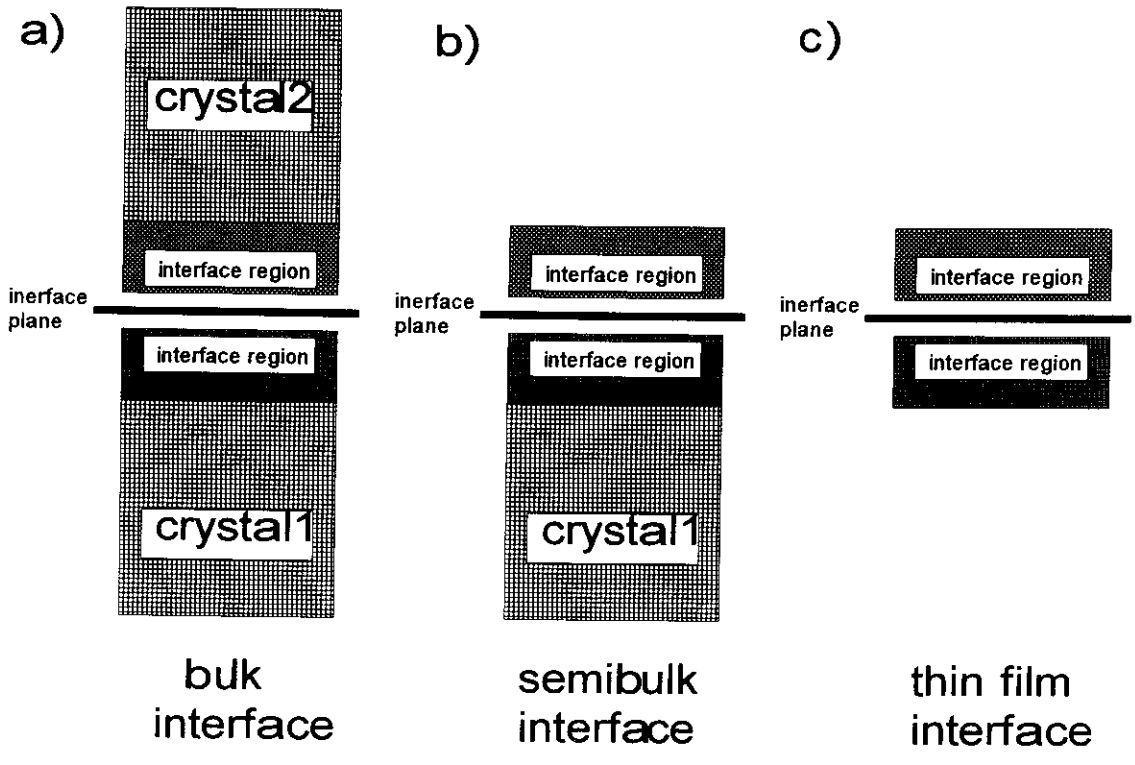 a)
crystal2
interface region
inerface
plane
interface region
crystal1
bulk
interface
b)
interface region
inerface
plane
interface region
crystal1
semibulk
interface
c)
interface region
inerface
plane
interface region
thin film
interface